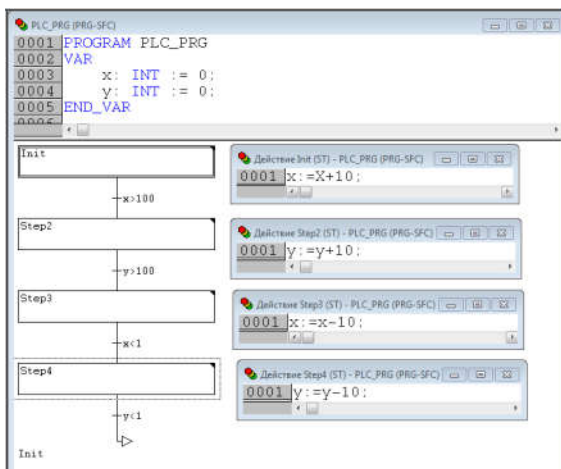 PLC_PRG (PRG-SFC)
0001 PROGRAM PLC_PRG
0002 VAR
0003 x: INT := 0;
0004 y: INT := 0;
0005 END_VAR
0006
Init
x>100
Step2
y>100
Step3
x<1
Step4
y<1
Init
Действие Init (ST) - PLC_PRG (PRG-SFC)
0001 x:=X+10;
Действие Step2 (ST) - PLC_PRG (PRG-SFC)
0001 y:=y+10;
Действие Step3 (ST) - PLC_PRG (PRG-SFC)
0001 x:=x-10;
Действие Step4 (ST) - PLC_PRG (PRG-SFC)
0001 y:=y-10;